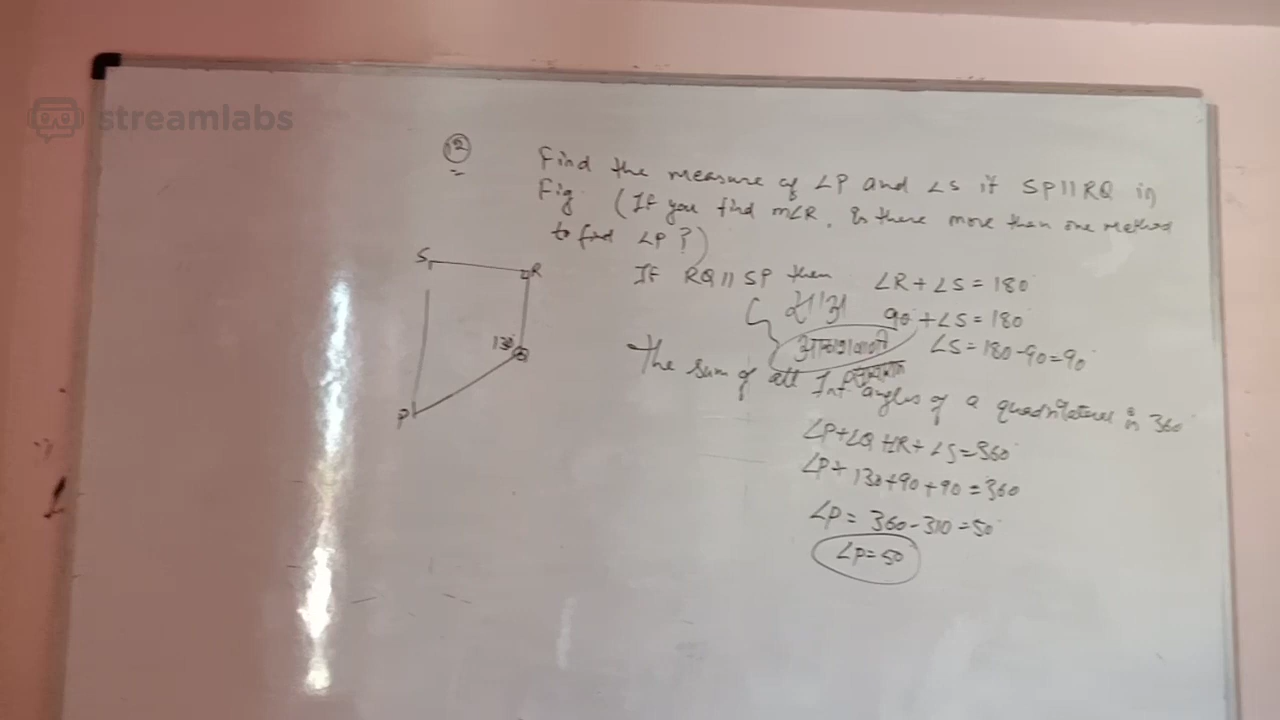 streamlabs
12
Find the measure of ∠P and ∠S if SP||RQ in
Fig (If you find m∠R, Is there more than one method
to find ∠P?)
S R
130°
P
If RQ || SP then ∠R+∠S=180°
90°+∠S=180°
∠S=180-90=90°
The sum of all Int angles of a quadrilateral is 360°
∠P+∠Q+∠R+∠S=360°
∠P+130+90+90=360
∠P=360-310=50°
∠P=50